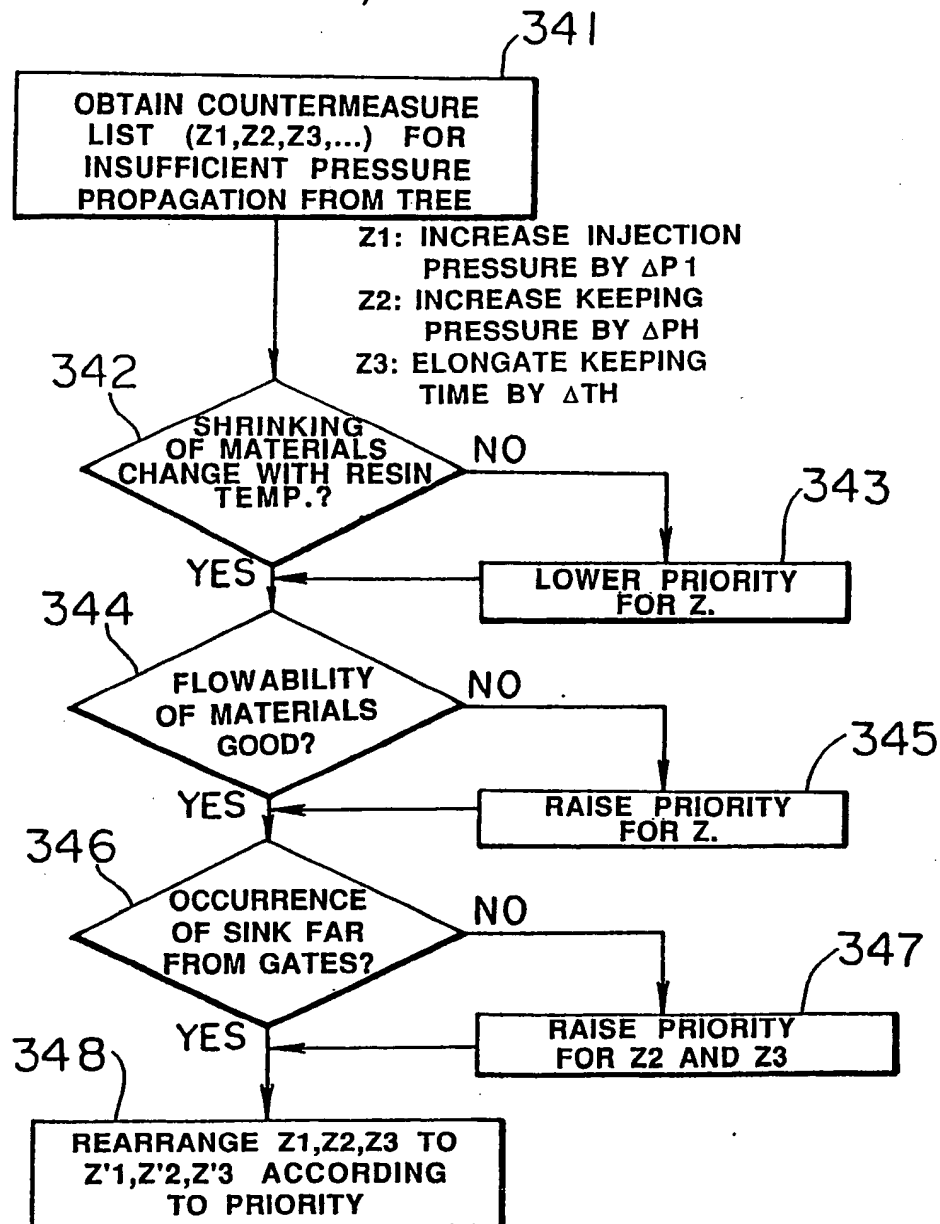 341
OBTAIN COUNTERMEASURE
LIST (Z1,Z2,Z3,...) FOR
INSUFFICIENT PRESSURE
PROPAGATION FROM TREE
Z1: INCREASE INJECTION
PRESSURE BY ΔP1
Z2: INCREASE KEEPING
PRESSURE BY ΔPH
Z3: ELONGATE KEEPING
TIME BY ΔTH
342
SHRINKING
OF MATERIALS
CHANGE WITH RESIN
TEMP.?
NO
343
YES
LOWER PRIORITY
FOR Z.
344
FLOWABILITY
OF MATERIALS
GOOD?
NO
345
YES
RAISE PRIORITY
FOR Z.
346
OCCURRENCE
OF SINK FAR
FROM GATES?
NO
347
YES
RAISE PRIORITY
FOR Z2 AND Z3
348
REARRANGE Z1,Z2,Z3 TO
Z'1,Z'2,Z'3 ACCORDING
TO PRIORITY